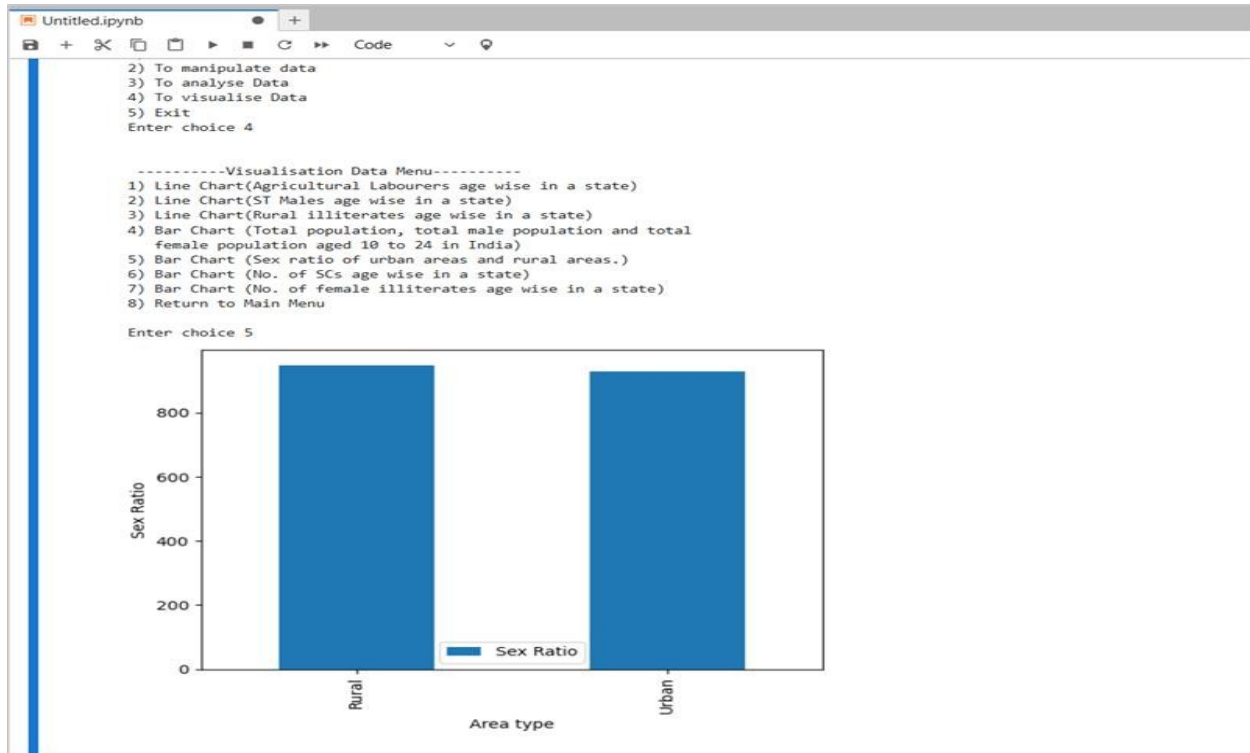 Untitled.ipynb
Code
2) To manipulate data
3) To analyse Data
4) To visualise Data
5) Exit
Enter choice 4
----------Visualisation Data Menu----------
1) Line Chart(Agricultural Labourers age wise in a state)
2) Line Chart(ST Males age wise in a state)
3) Line Chart(Rural illiterates age wise in a state)
4) Bar Chart (Total population, total male population and total
female population aged 10 to 24 in India)
5) Bar Chart (Sex ratio of urban areas and rural areas.)
6) Bar Chart (No. of SCs age wise in a state)
7) Bar Chart (No. of female illiterates age wise in a state)
8) Return to Main Menu
Enter choice 5
800
600
400
200
0
Sex Ratio
Sex Ratio
Rural
Urban
Area type